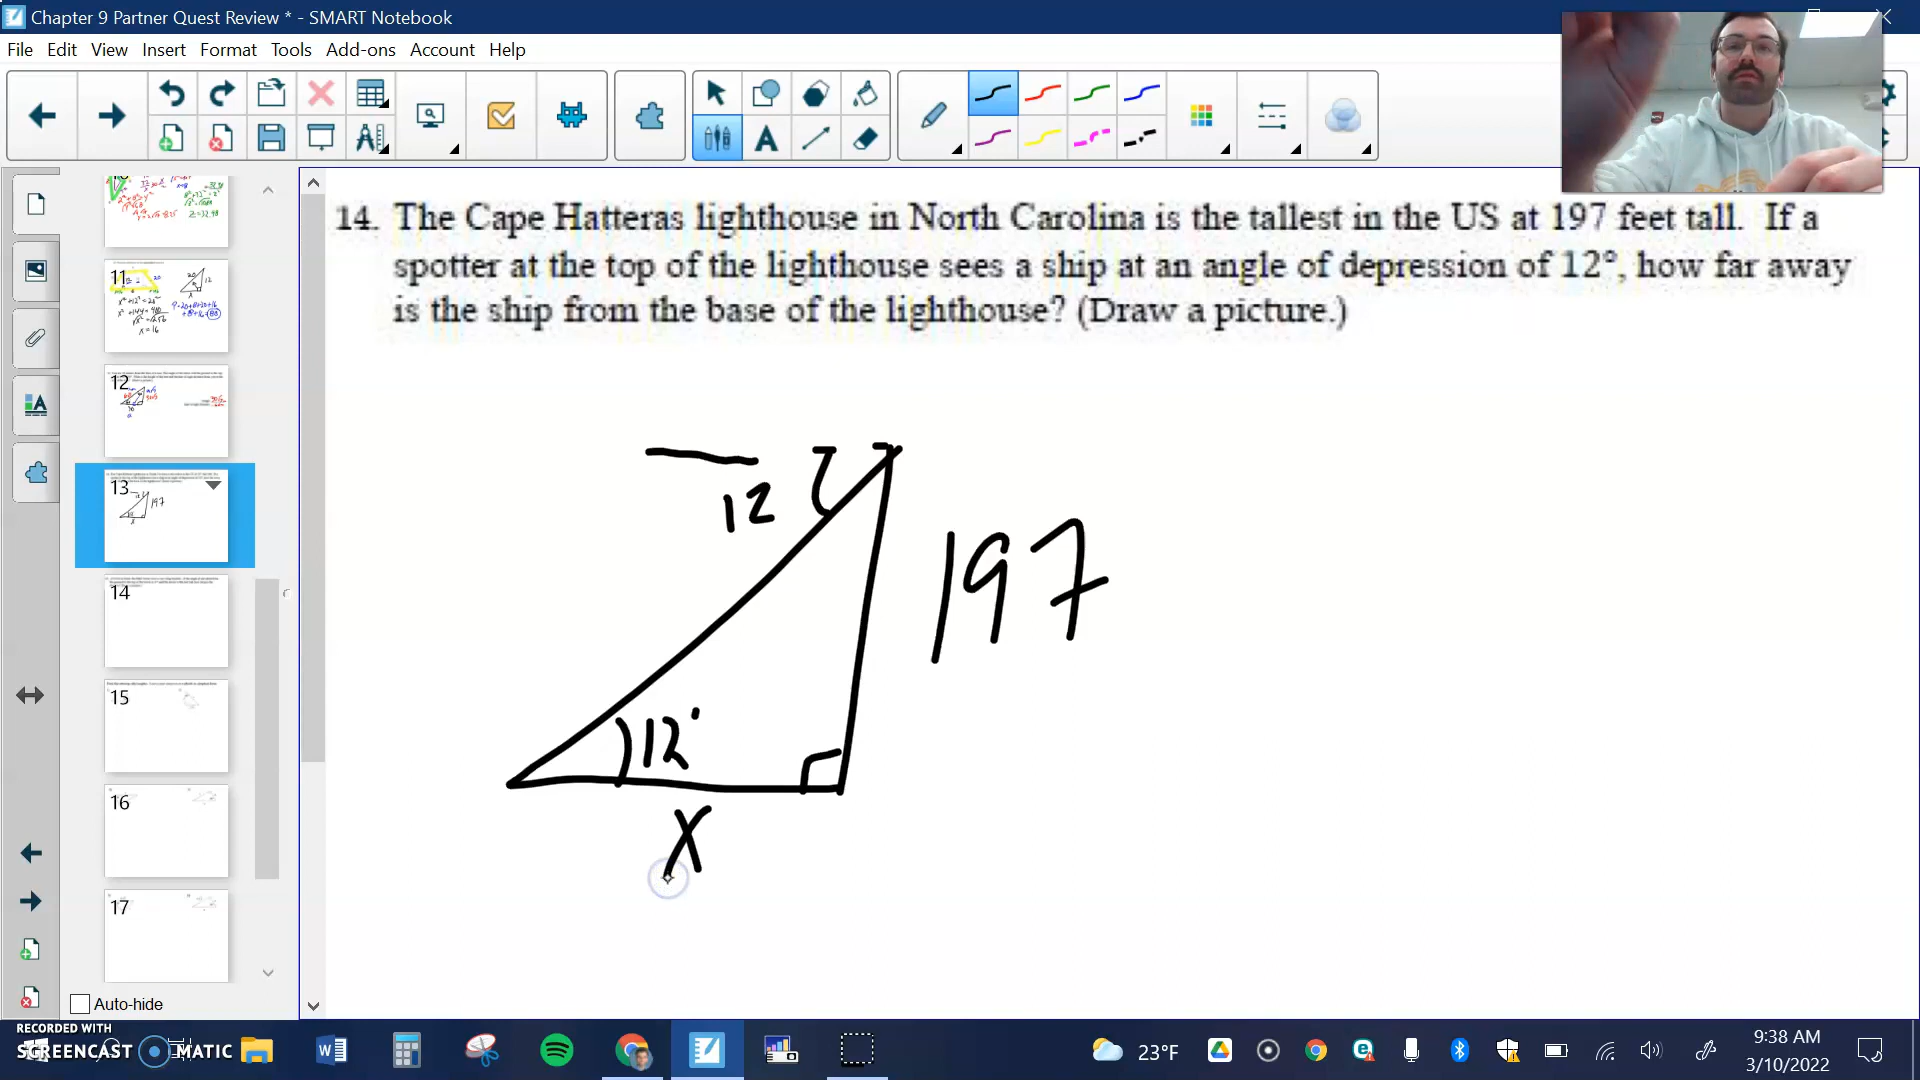 Chapter 9 Partner Quest Review * - SMART Notebook
File Edit View Insert Format Tools Add-ons Account Help
14. The Cape Hatteras lighthouse in North Carolina is the tallest in the US at 197 feet tall. If a
spotter at the top of the lighthouse sees a ship at an angle of depression of 12°, how far away
is the ship from the base of the lighthouse? (Draw a picture.)
12
197
12°
X
11
12
13
14
15
16
17
Auto-hide
RECORDED WITH
SCREENCAST MATIC
23°F
9:38 AM
3/10/2022